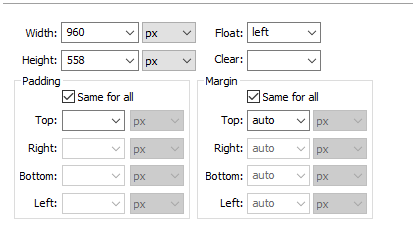 Width: 960 px Float: left
Height: 558 px Clear:
Padding Margin
Same for all Same for all
Top: px Top: auto px
Right: px Right: auto px
Bottom: px Bottom: auto px
Left: px Left: auto px